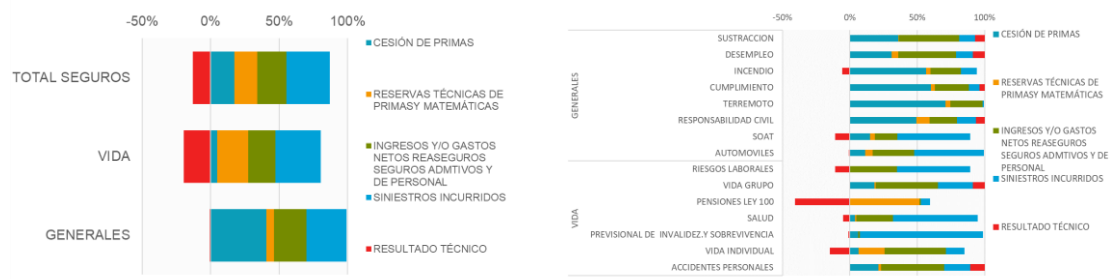 -50% 0% 50% 100%
TOTAL SEGUROS
VIDA
GENERALES
CESIÓN DE PRIMAS
RESERVAS TÉCNICAS DE
PRIMASY MATEMÁTICAS
INGRESOS Y/O GASTOS
NETOS REASEGUROS
SEGUROS ADMTIVOS Y
DE PERSONAL
SINIESTROS INCURRIDOS
RESULTADO TÉCNICO
-50% 0% 50% 100%
GENERALES
SUSTRACCION
DESEMPLEO
INCENDIO
CUMPLIMIENTO
TERREMOTO
RESPONSABILIDAD CIVIL
SOAT
AUTOMOVILES
VIDA
RIESGOS LABORALES
VIDA GRUPO
PENSIONES LEY 100
SALUD
PREVISIONAL DE INVALIDEZ.Y SOBREVIVENCIA
VIDA INDIVIDUAL
ACCIDENTES PERSONALES
CESIÓN DE PRIMAS
RESERVAS TÉCNICAS DE
PRIMASY MATEMÁTICAS
INGRESOS Y/O GASTOS
NETOS REASEGUROS
SEGUROS ADMTIVOS Y DE
PERSONAL
SINIESTROS INCURRIDOS
RESULTADO TÉCNICO